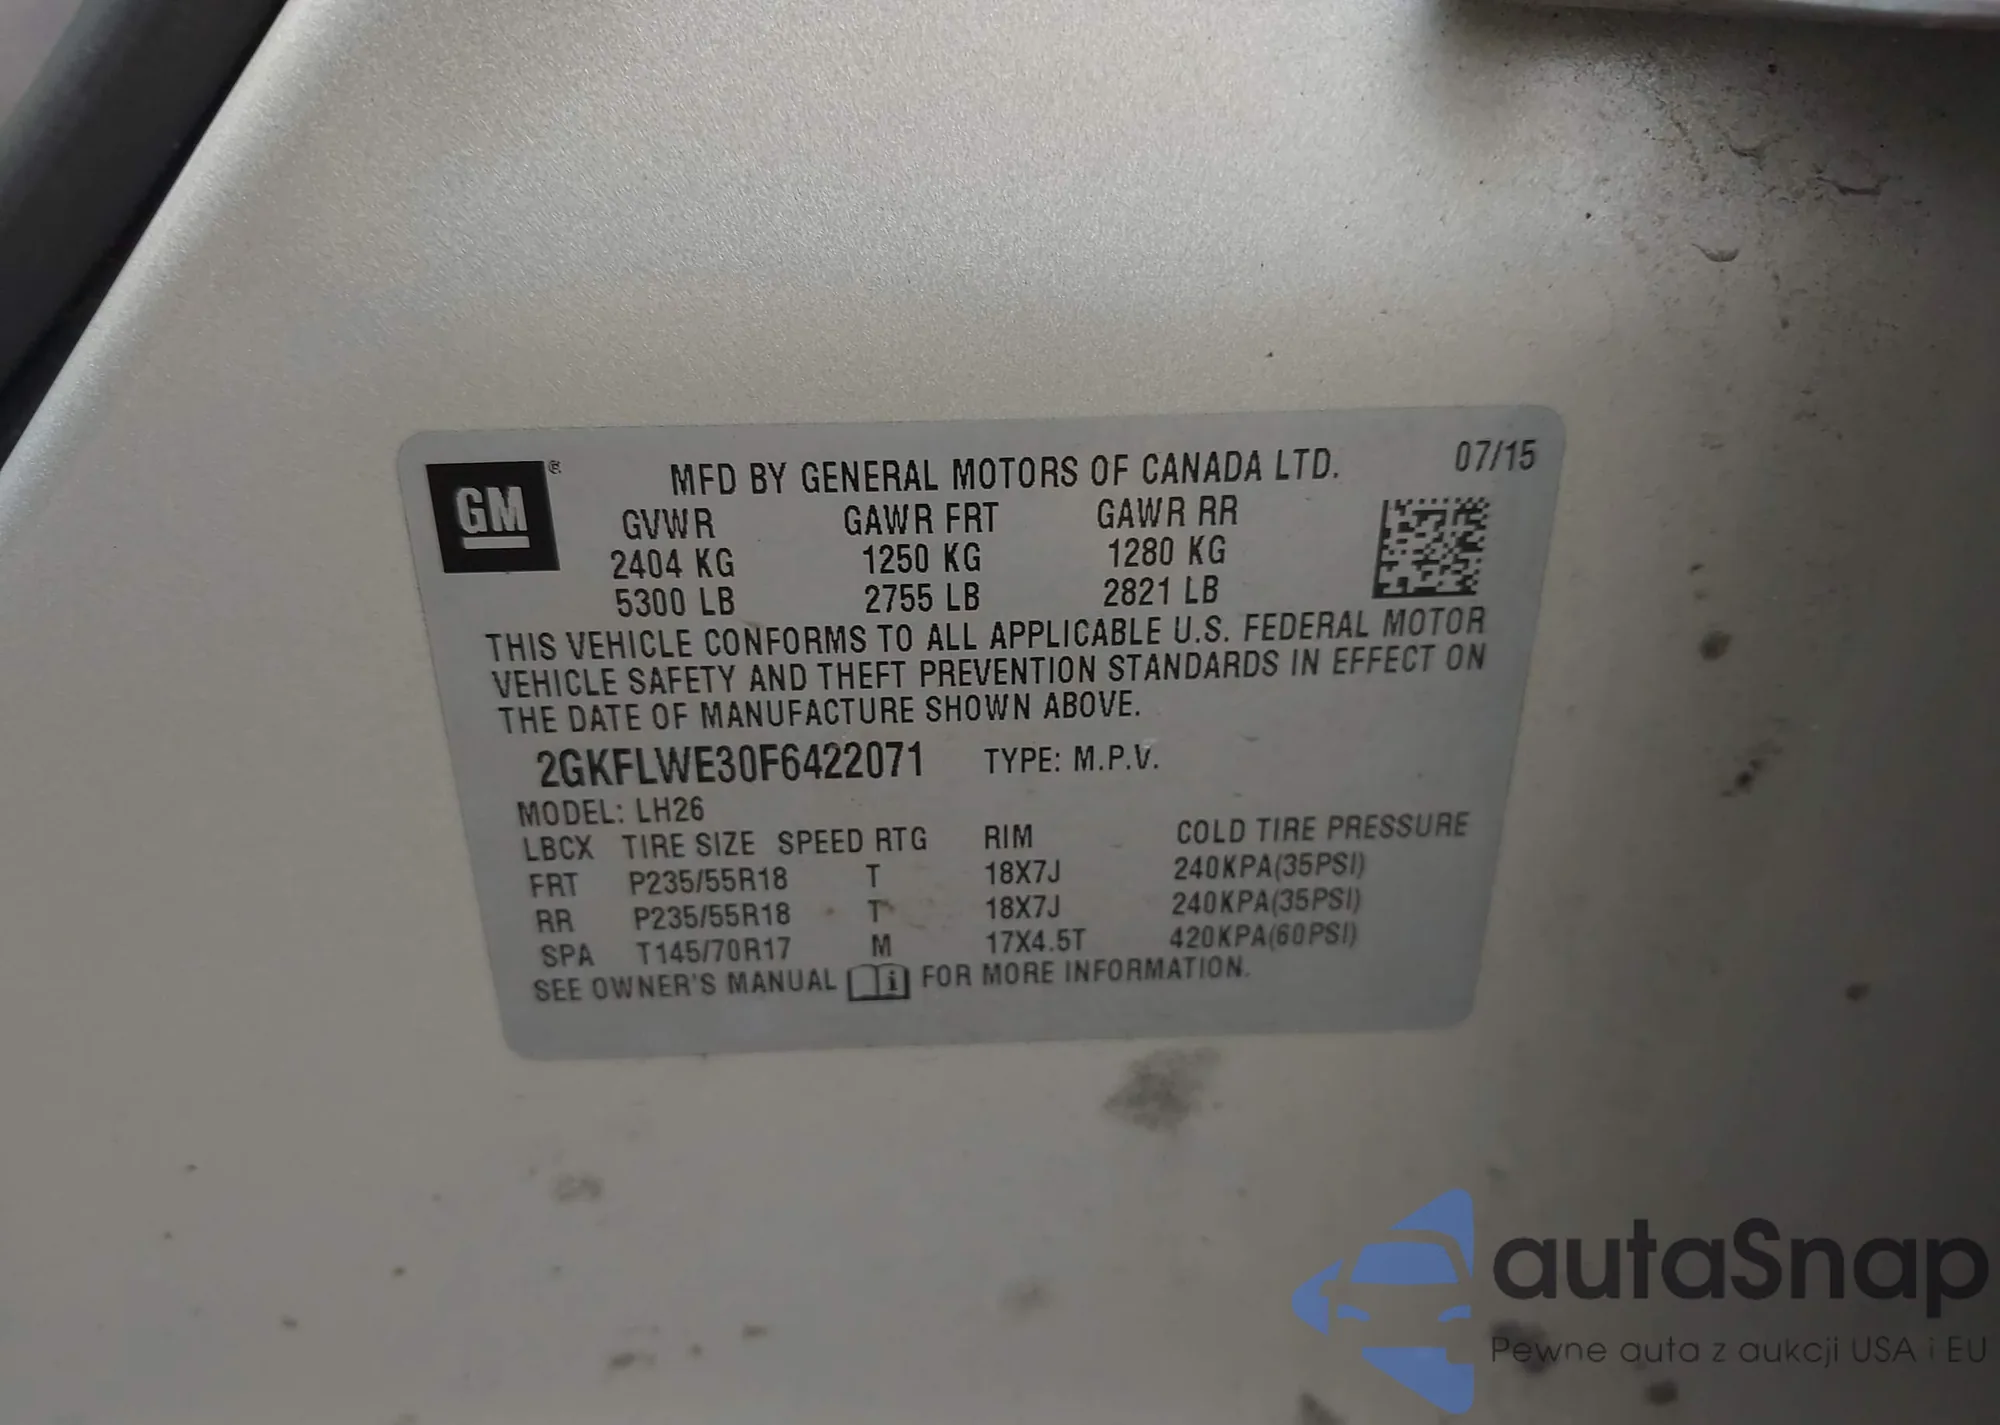 GM ® MFD BY GENERAL MOTORS OF CANADA LTD. 07/15
GVWR GAWR FRT GAWR RR
2404 KG 1250 KG 1280 KG
5300 LB 2755 LB 2821 LB
THIS VEHICLE CONFORMS TO ALL APPLICABLE U.S. FEDERAL MOTOR
VEHICLE SAFETY AND THEFT PREVENTION STANDARDS IN EFFECT ON
THE DATE OF MANUFACTURE SHOWN ABOVE.
2GKFLWE30F6422071 TYPE: M.P.V.
MODEL: LH26
LBCX TIRE SIZE SPEED RTG RIM COLD TIRE PRESSURE
FRT P235/55R18 T 18X7J 240KPA(35PSI)
RR P235/55R18 T 18X7J 240KPA(35PSI)
SPA T145/70R17 M 17X4.5T 420KPA(60PSI)
SEE OWNER'S MANUAL i FOR MORE INFORMATION.
autaSnap
Pewne auta z aukcji USA i EU